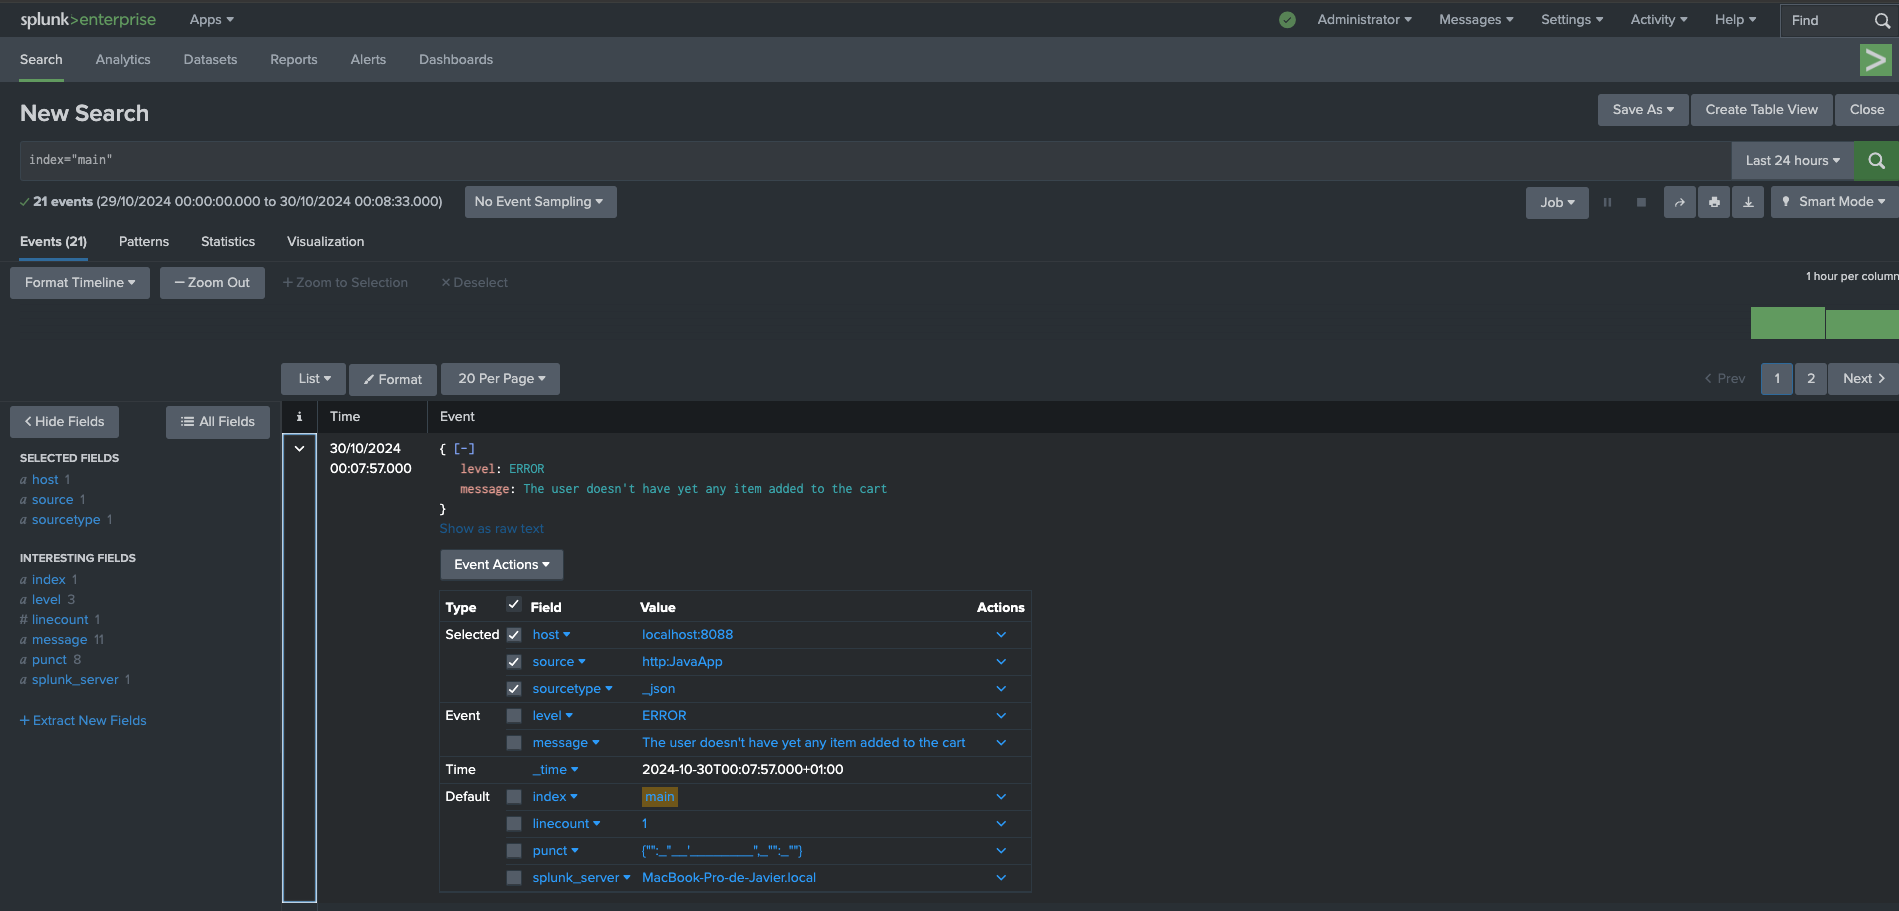 splunk>enterprise Apps Administrator Messages Settings Activity Help Find
Search Analytics Datasets Reports Alerts Dashboards
New Search Save As Create Table View Close
index="main" Last 24 hours
21 events (29/10/2024 00:00:00.000 to 30/10/2024 00:08:33.000) No Event Sampling Job Smart Mode
Events (21) Patterns Statistics Visualization
Format Timeline — Zoom Out + Zoom to Selection × Deselect 1 hour per column
List Format 20 Per Page < Prev 1 2 Next >
< Hide Fields All Fields i Time Event
SELECTED FIELDS
a host 1
a source 1
a sourcetype 1
INTERESTING FIELDS
a index 1
a level 3
# linecount 1
a message 11
a punct 8
a splunk_server 1
+ Extract New Fields
30/10/2024
00:07:57.000
{ [-]
level: ERROR
message: The user doesn't have yet any item added to the cart
}
Show as raw text
Event Actions
Type Field Value Actions
Selected host localhost:8088
source http:JavaApp
sourcetype _json
Event level ERROR
message The user doesn't have yet any item added to the cart
Time _time 2024-10-30T00:07:57.000+01:00
Default index main
linecount 1
punct
splunk_server MacBook-Pro-de-Javier.local